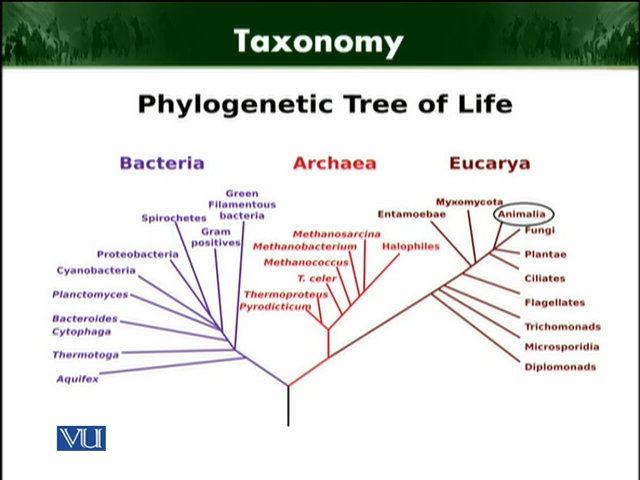 Taxonomy
Phylogenetic Tree of Life
Bacteria
Archaea
Eucarya
Green
Filamentous
bacteria
Spirochetes
Gram
positives
Proteobacteria
Cyanobacteria
Planctomyces
Bacteroides
Cytophaga
Thermotoga
Aquifex
Methanosarcina
Methanobacterium
Halophiles
Methanococcus
T. celer
Thermoproteus
Pyrodicticum
Entamoebae
Myxomycota
Animalia
Fungi
Plantae
Ciliates
Flagellates
Trichomonads
Microsporidia
Diplomonads
VU